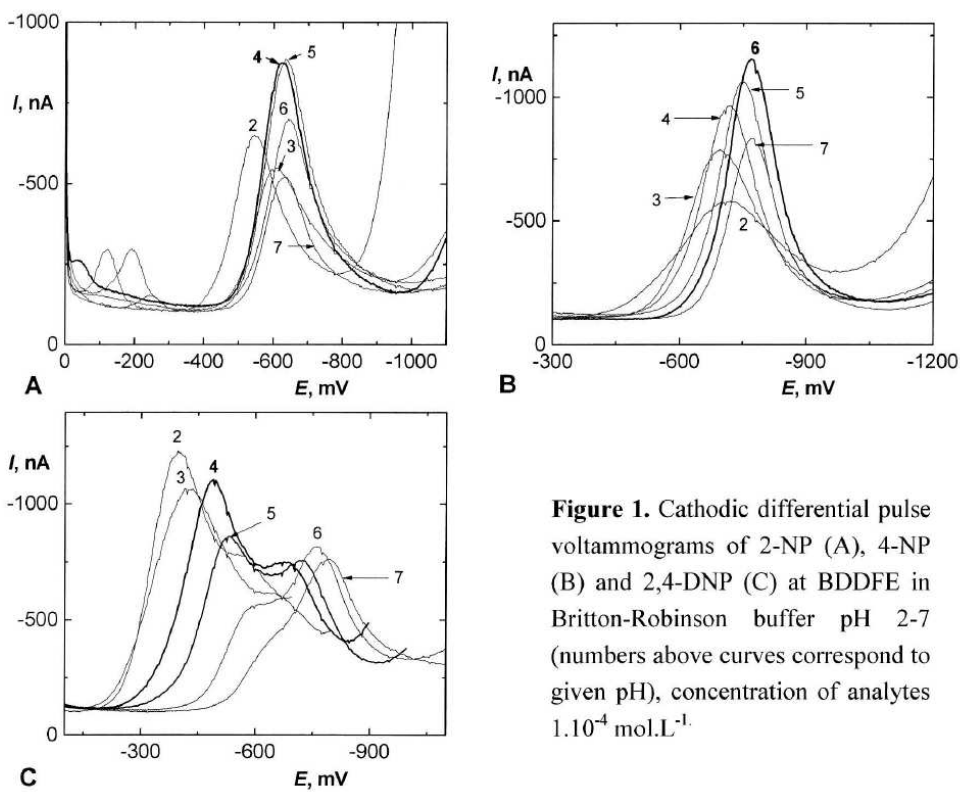 -1000
I, nA
-500
0
4
5
6
2
3
7
0
-200
-400
-600
-800
-1000
A
E, mV
I, nA
-1000
-500
0
6
5
4
7
3
2
-300
-600
-900
-1200
B
E, mV
I, nA
-1000
-500
0
2
3
4
5
6
7
-300
-600
-900
C
E, mV
Figure 1. Cathodic differential pulse
voltammograms of 2-NP (A), 4-NP
(B) and 2,4-DNP (C) at BDDFE in
Britton-Robinson buffer pH 2-7
(numbers above curves correspond to
given pH), concentration of analytes
1.10⁻⁴ mol.L⁻¹.